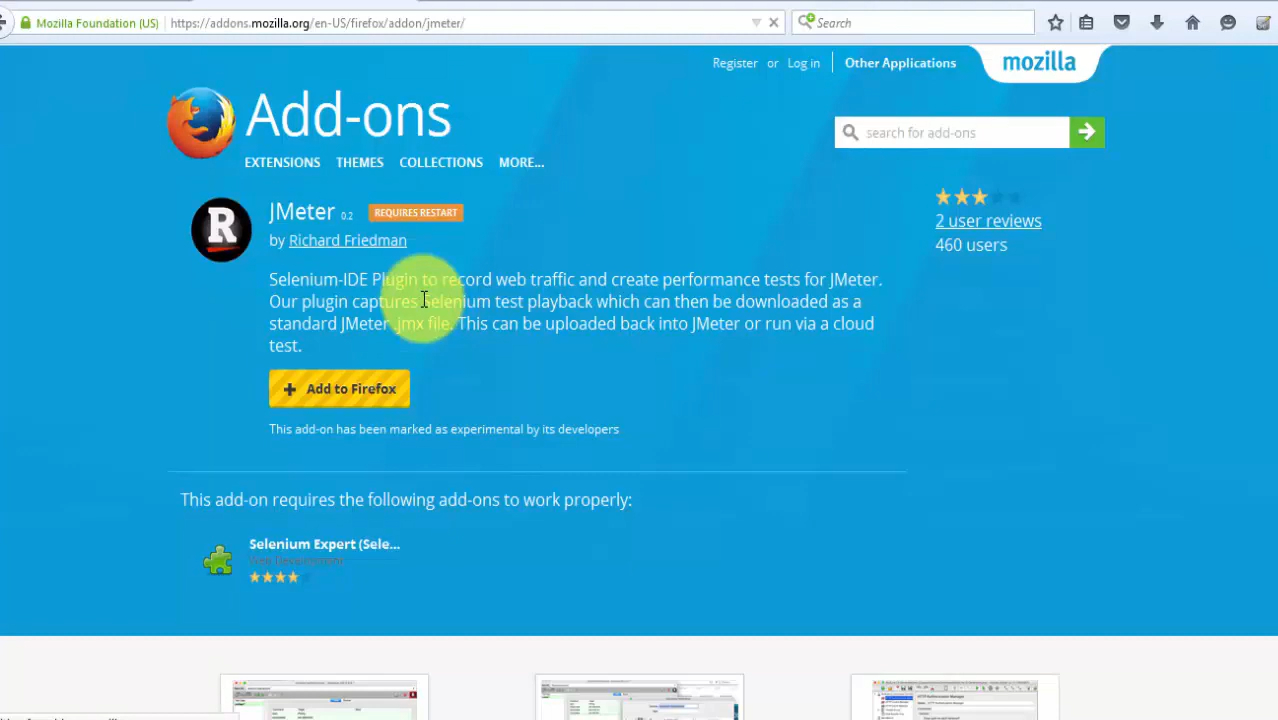 Mozilla Foundation (US) https://addons.mozilla.org/en-US/firefox/addon/jmeter/ Search
Register or Log in Other Applications mozilla
Add-ons
search for add-ons
EXTENSIONS THEMES COLLECTIONS MORE...
R
JMeter 0.2 REQUIRES RESTART
by Richard Friedman
2 user reviews
460 users
Selenium-IDE Plugin to record web traffic and create performance tests for JMeter.
Our plugin captures Selenium test playback which can then be downloaded as a
standard JMeter .jmx file. This can be uploaded back into JMeter or run via a cloud
test.
+ Add to Firefox
This add-on has been marked as experimental by its developers
This add-on requires the following add-ons to work properly:
Selenium Expert (Sele...
Web Development